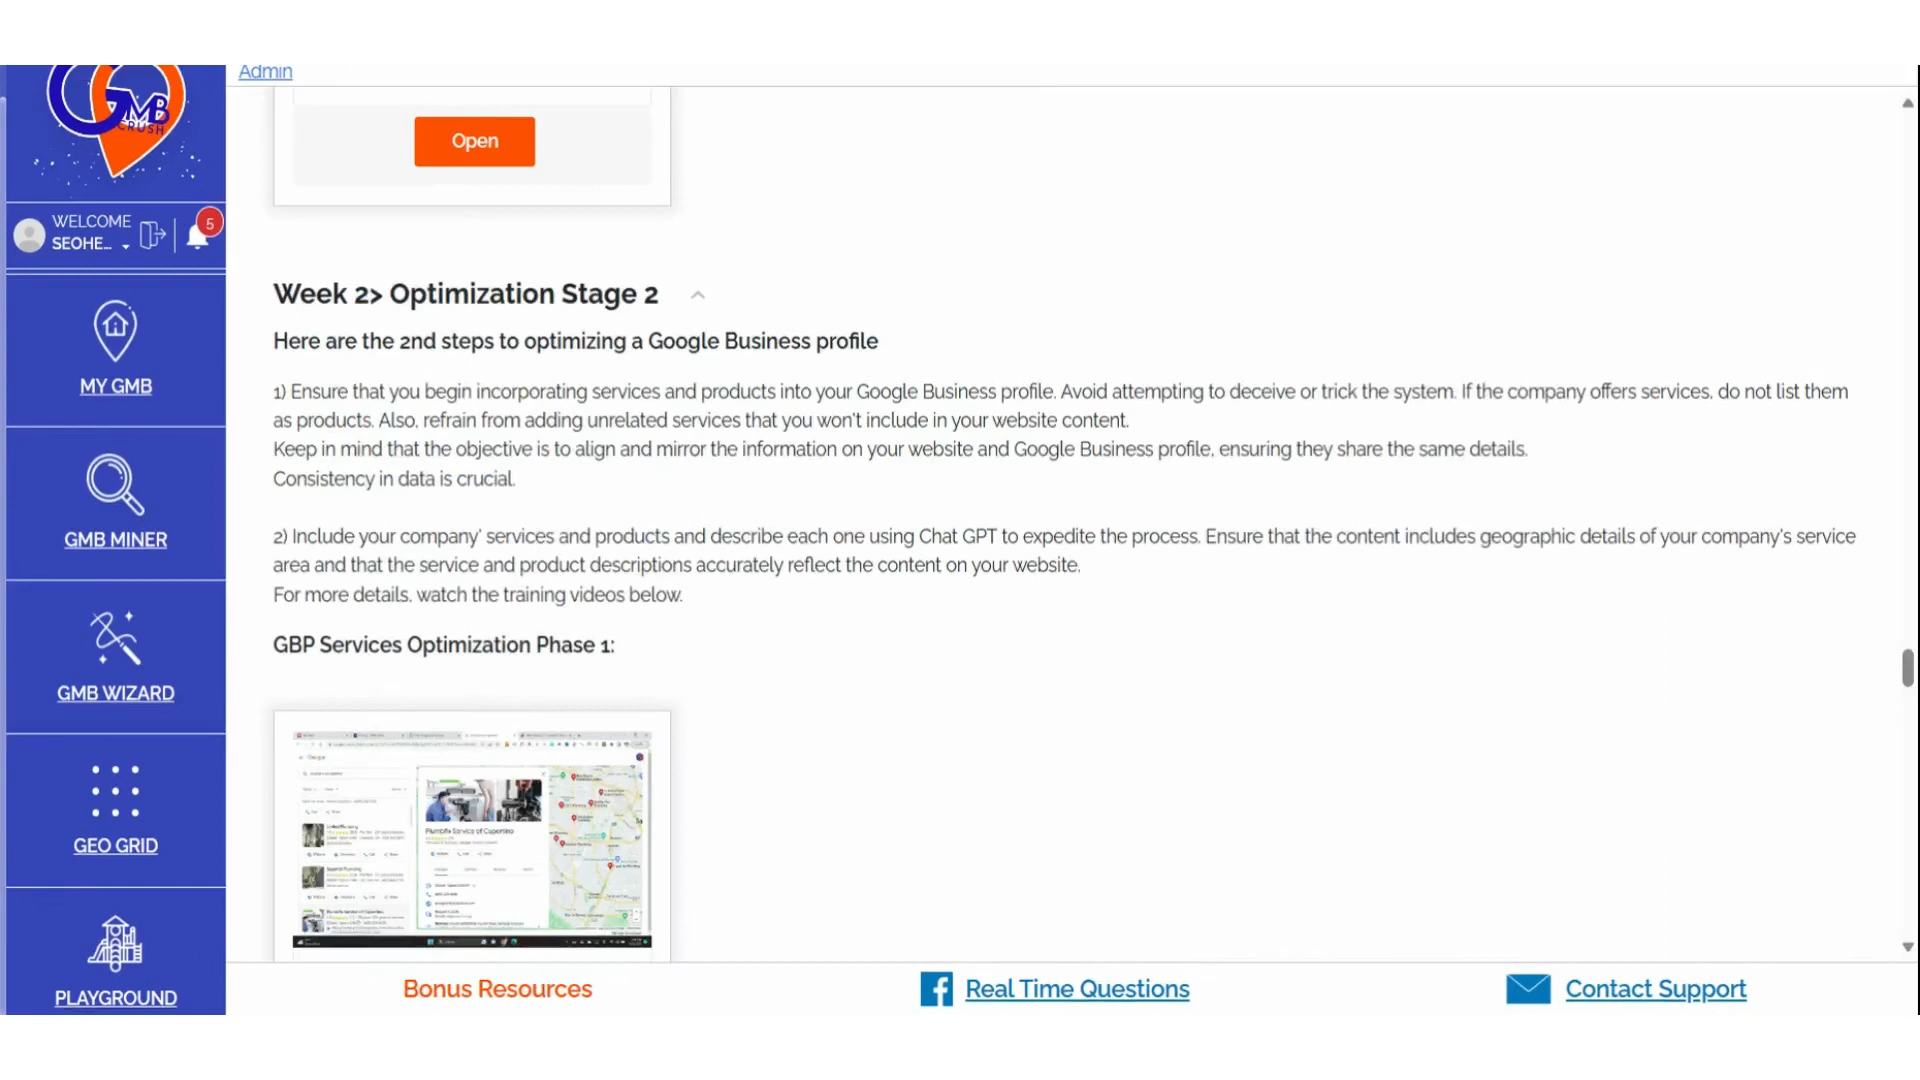 Admin
GMB
CRUSH
Open
WELCOME
SEOHE...
5
Week 2> Optimization Stage 2
Here are the 2nd steps to optimizing a Google Business profile
1) Ensure that you begin incorporating services and products into your Google Business profile. Avoid attempting to deceive or trick the system. If the company offers services, do not list them
as products. Also, refrain from adding unrelated services that you won't include in your website content.
Keep in mind that the objective is to align and mirror the information on your website and Google Business profile, ensuring they share the same details.
Consistency in data is crucial.
2) Include your company' services and products and describe each one using Chat GPT to expedite the process. Ensure that the content includes geographic details of your company's service
area and that the service and product descriptions accurately reflect the content on your website.
For more details, watch the training videos below.
GBP Services Optimization Phase 1:
Plumbfix Service of Cupertino
MY GMB
GMB MINER
GMB WIZARD
GEO GRID
PLAYGROUND
Bonus Resources
Real Time Questions
Contact Support